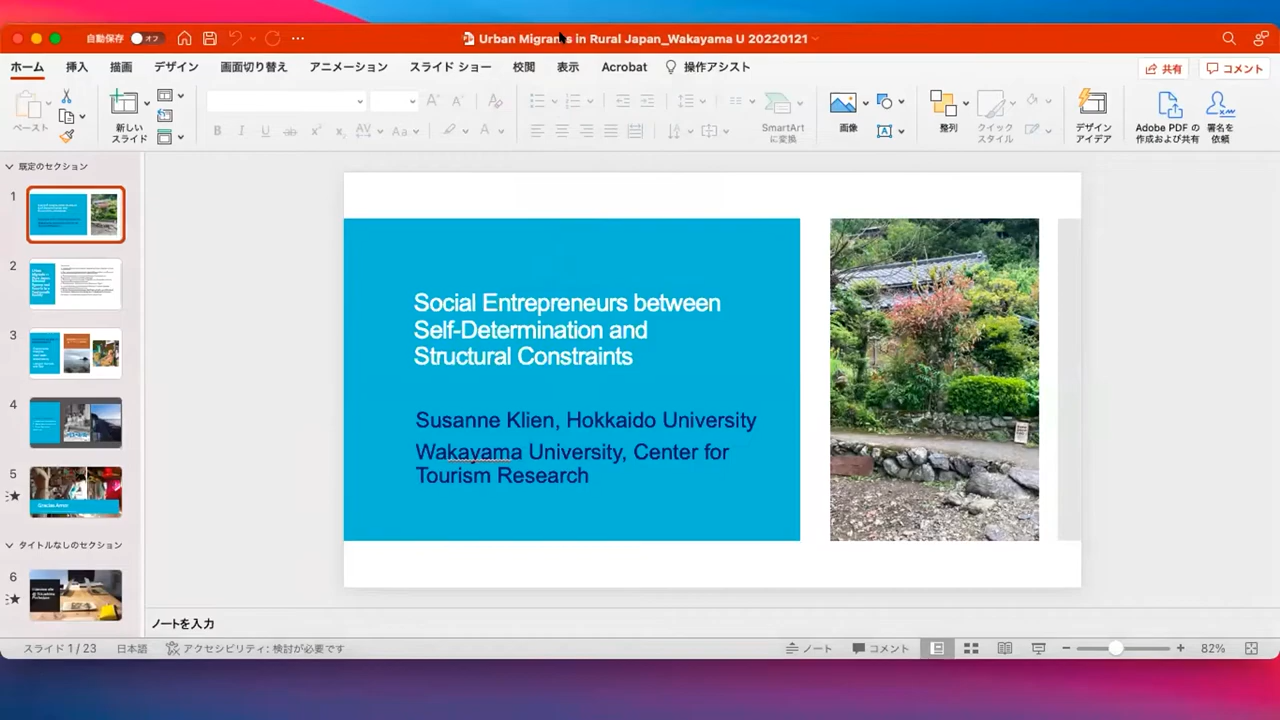 自動保存 オフ
Urban Migrants in Rural Japan_Wakayama U 20220121
ホーム 挿入 描画 デザイン 画面切り替え アニメーション スライド ショー 校閲 表示 Acrobat 操作アシスト
共有 コメント
ペースト
新しい
スライド
SmartArt
に変換
画像
整列
クイック
スタイル
デザイン
アイデア
Adobe PDF の
作成および共有
署名を
依頼
既定のセクション
1
2
3
4
5
タイトルなしのセクション
6
Social Entrepreneurs between
Self-Determination and
Structural Constraints
Susanne Klien, Hokkaido University
Wakayama University, Center for
Tourism Research
ノートを入力
スライド 1 / 23 日本語 アクセシビリティ: 検討が必要です ノート コメント 82%